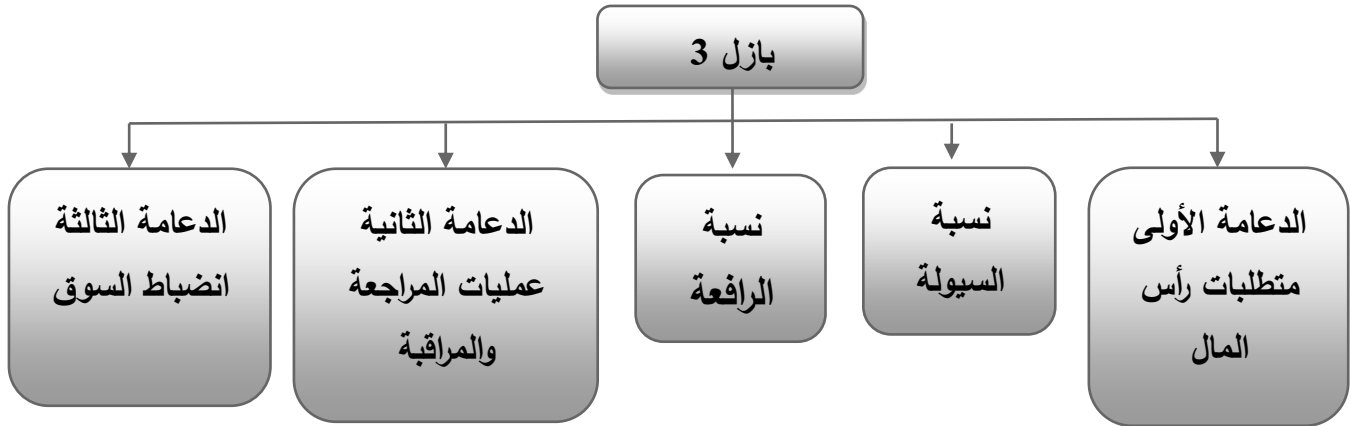 بازل 3
الدعامة الأولى
متطلبات رأس
المال
نسبة
السيولة
نسبة
الرافعة
الدعامة الثانية
عمليات المراجعة
والمراقبة
الدعامة الثالثة
انضباط السوق